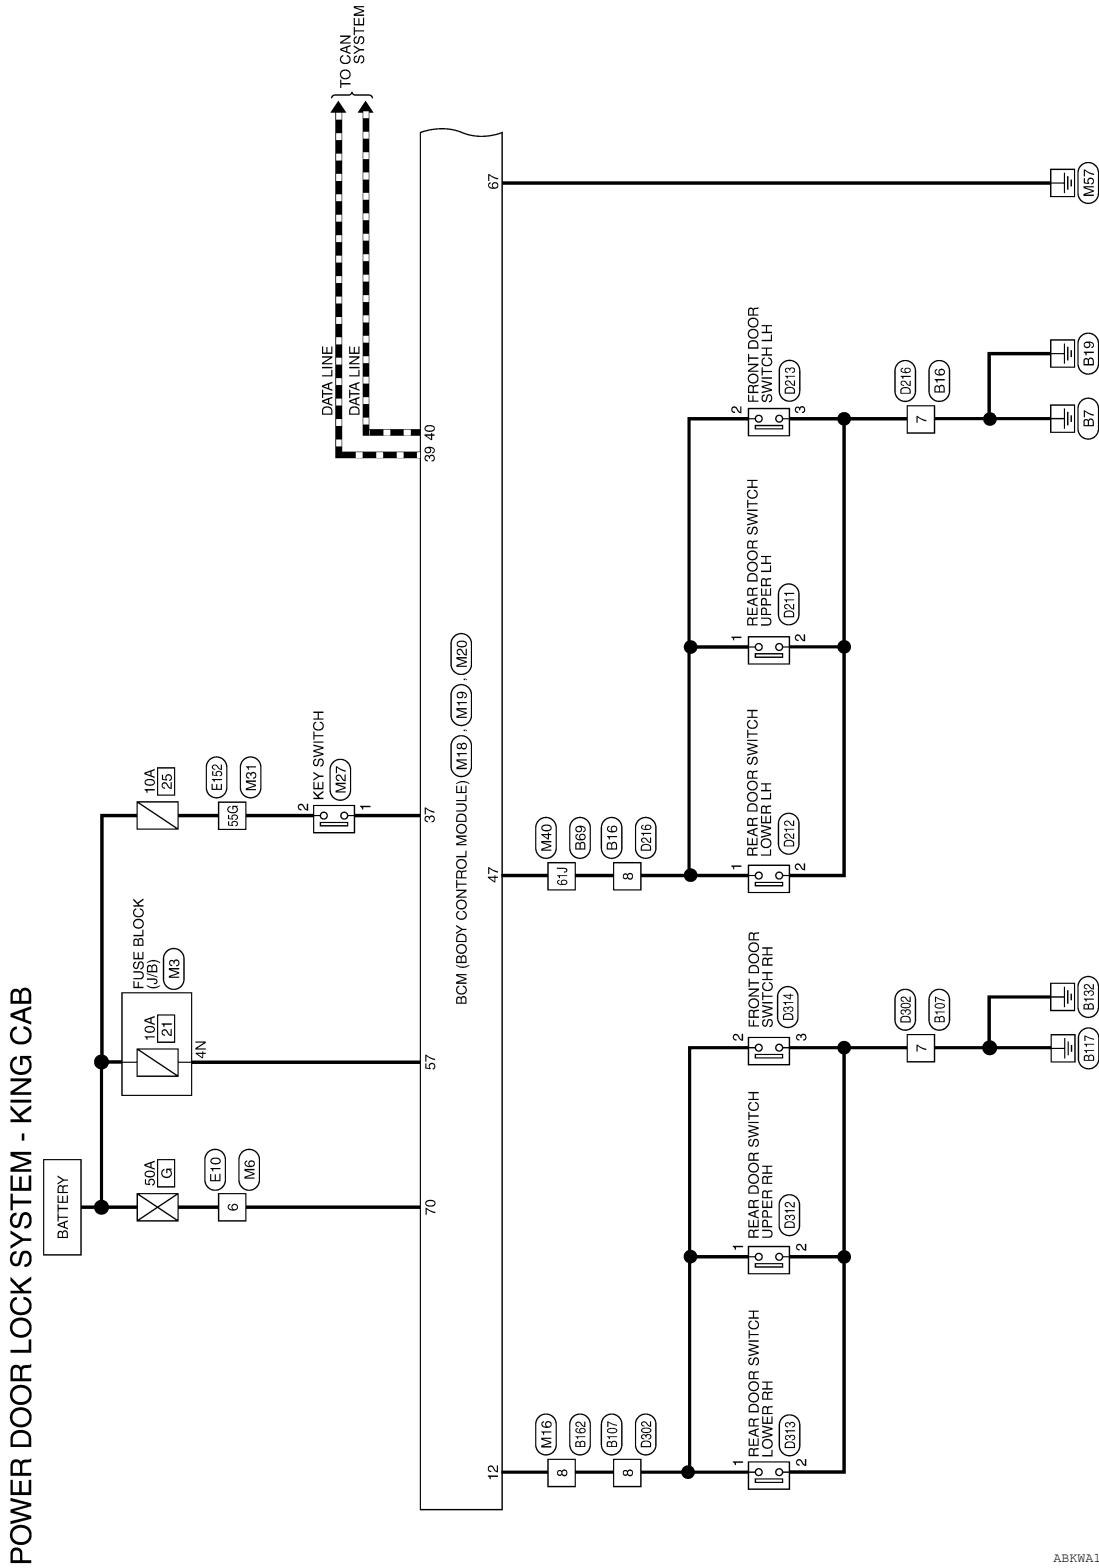 POWER DOOR LOCK SYSTEM - KING CAB
BATTERY
50A
G
E10
6
M6
70
FUSE BLOCK
(J/B)
M3
10A
21
4N
57
10A
25
E152
55G
M31
KEY SWITCH
M27
2
1
37
DATA LINE
DATA LINE
TO CAN
SYSTEM
39
40
BCM (BODY CONTROL MODULE) M18 , M19 , M20
12
47
67
M16
8
B162
B107
8
D302
REAR DOOR SWITCH
LOWER RH
D313
1
2
REAR DOOR SWITCH
UPPER RH
D312
1
2
FRONT DOOR
SWITCH RH
D314
2
3
D302
7
B107
B117
B132
M40
61J
B69
B16
8
D216
REAR DOOR SWITCH
LOWER LH
D212
1
2
REAR DOOR SWITCH
UPPER LH
D211
1
2
FRONT DOOR
SWITCH LH
D213
2
3
D216
7
B16
B7
B19
M57